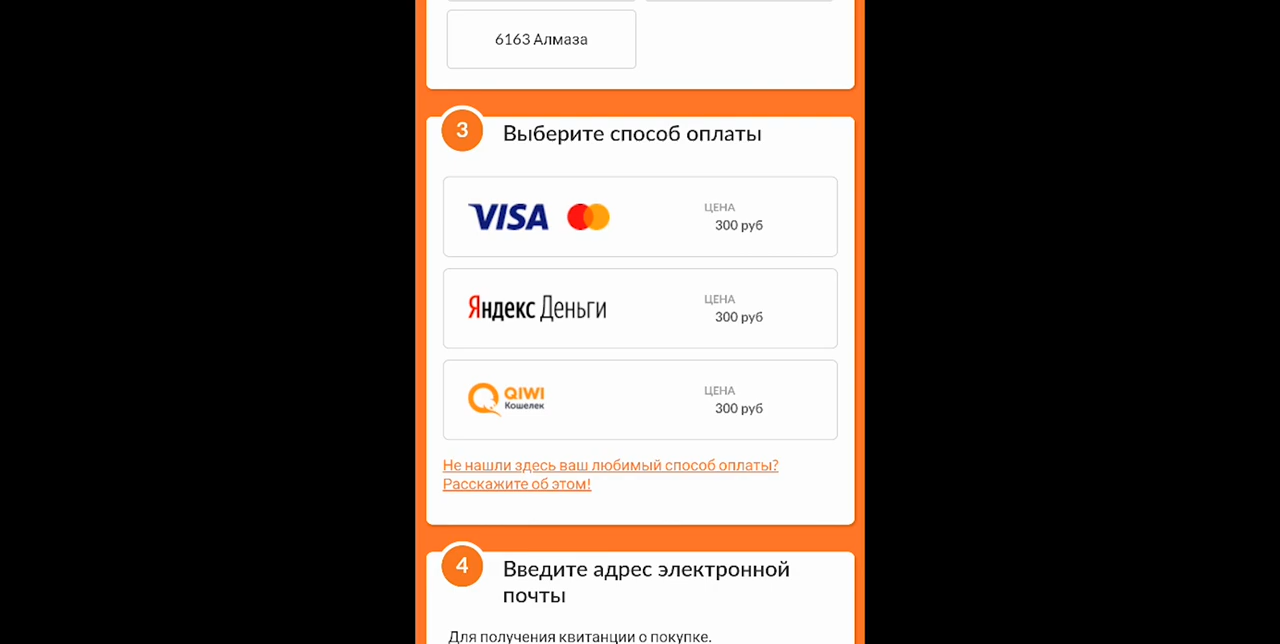 6163 Алмаза
3 Выберите способ оплаты
VISA
ЦЕНА
300 руб
Яндекс Деньги
ЦЕНА
300 руб
QIWI
Кошелек
ЦЕНА
300 руб
Не нашли здесь ваш любимый способ оплаты?
Расскажите об этом!
4 Введите адрес электронной
почты
Для получения квитанции о покупке.